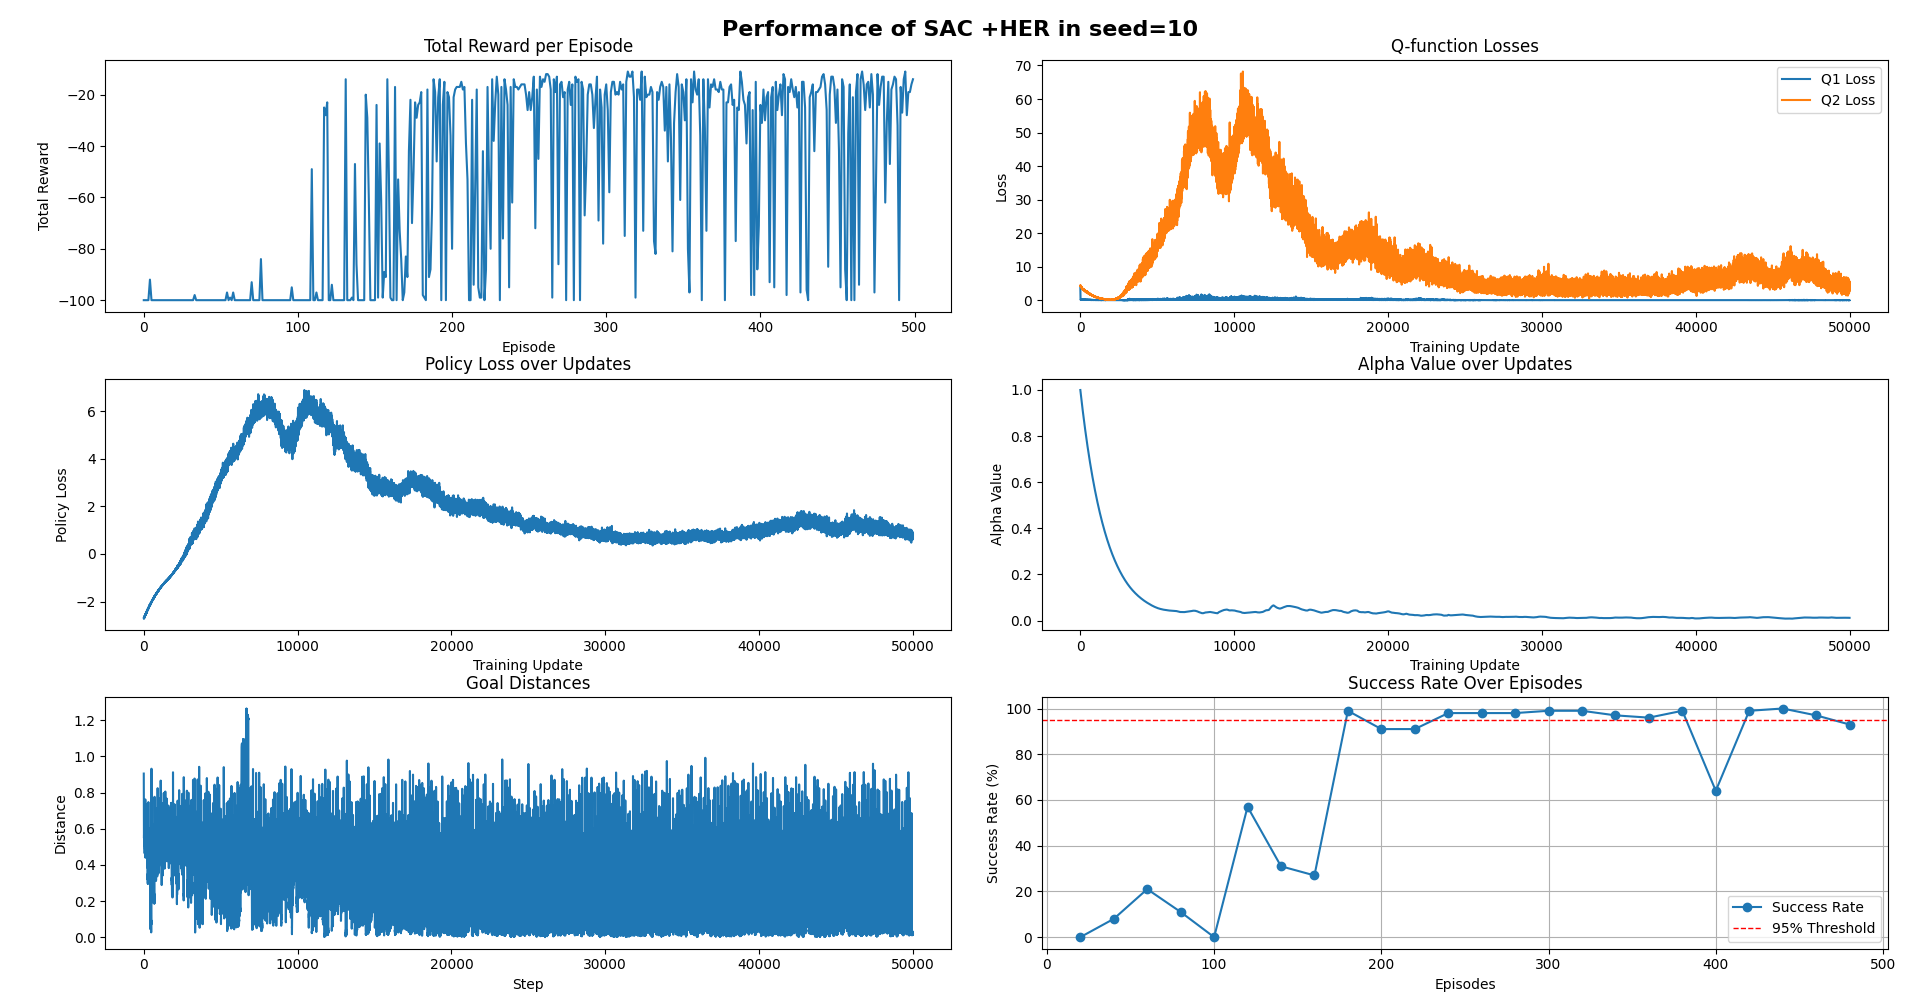 Performance of SAC +HER in seed=10
Total Reward per Episode
Total Reward
−20
−40
−60
−80
−100
0 100 200 300 400 500
Episode
Q-function Losses
Loss
70
60
50
40
30
20
10
0
Q1 Loss
Q2 Loss
0 10000 20000 30000 40000 50000
Training Update
Policy Loss over Updates
Policy Loss
6
4
2
0
−2
0 10000 20000 30000 40000 50000
Training Update
Alpha Value over Updates
Alpha Value
1.0
0.8
0.6
0.4
0.2
0.0
0 10000 20000 30000 40000 50000
Training Update
Goal Distances
Distance
1.2
1.0
0.8
0.6
0.4
0.2
0.0
0 10000 20000 30000 40000 50000
Step
Success Rate Over Episodes
Success Rate (%)
100
80
60
40
20
0
Success Rate
95% Threshold
0 100 200 300 400 500
Episodes